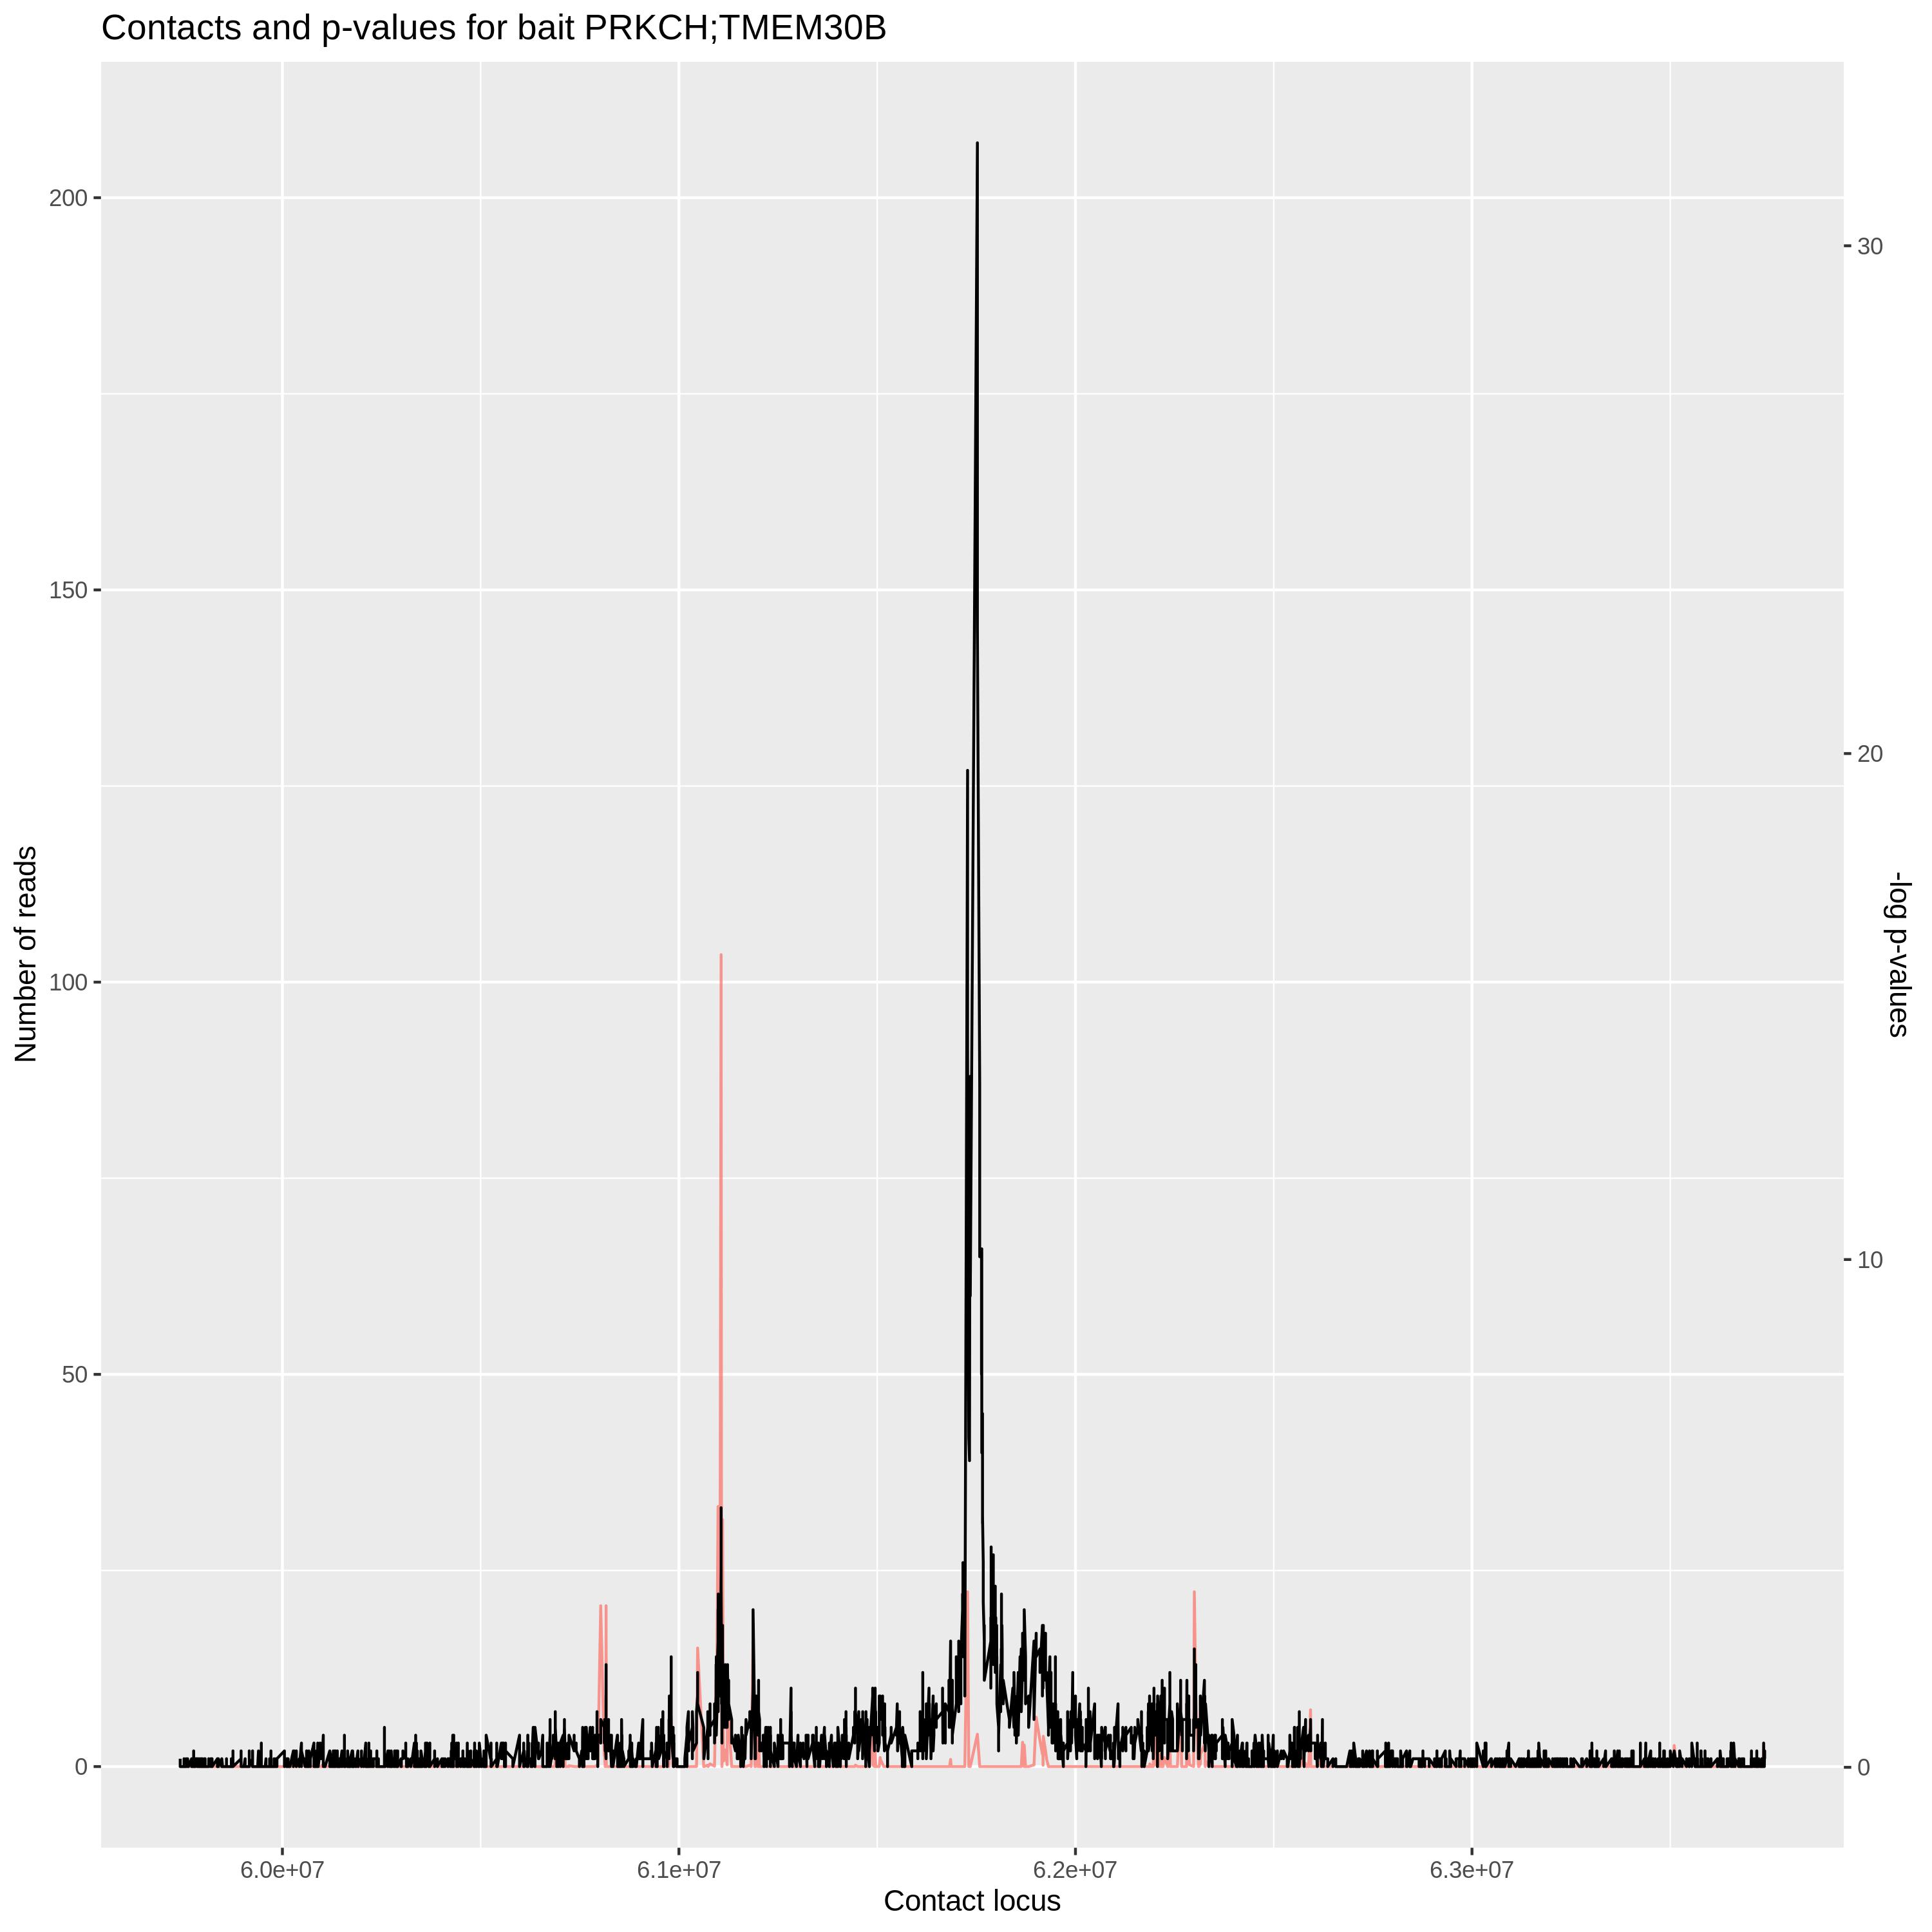 Contacts and p-values for bait PRKCH;TMEM30B
200
150
100
50
0
Number of reads
30
20
10
0
-log p-values
6.0e+07
6.1e+07
6.2e+07
6.3e+07
Contact locus